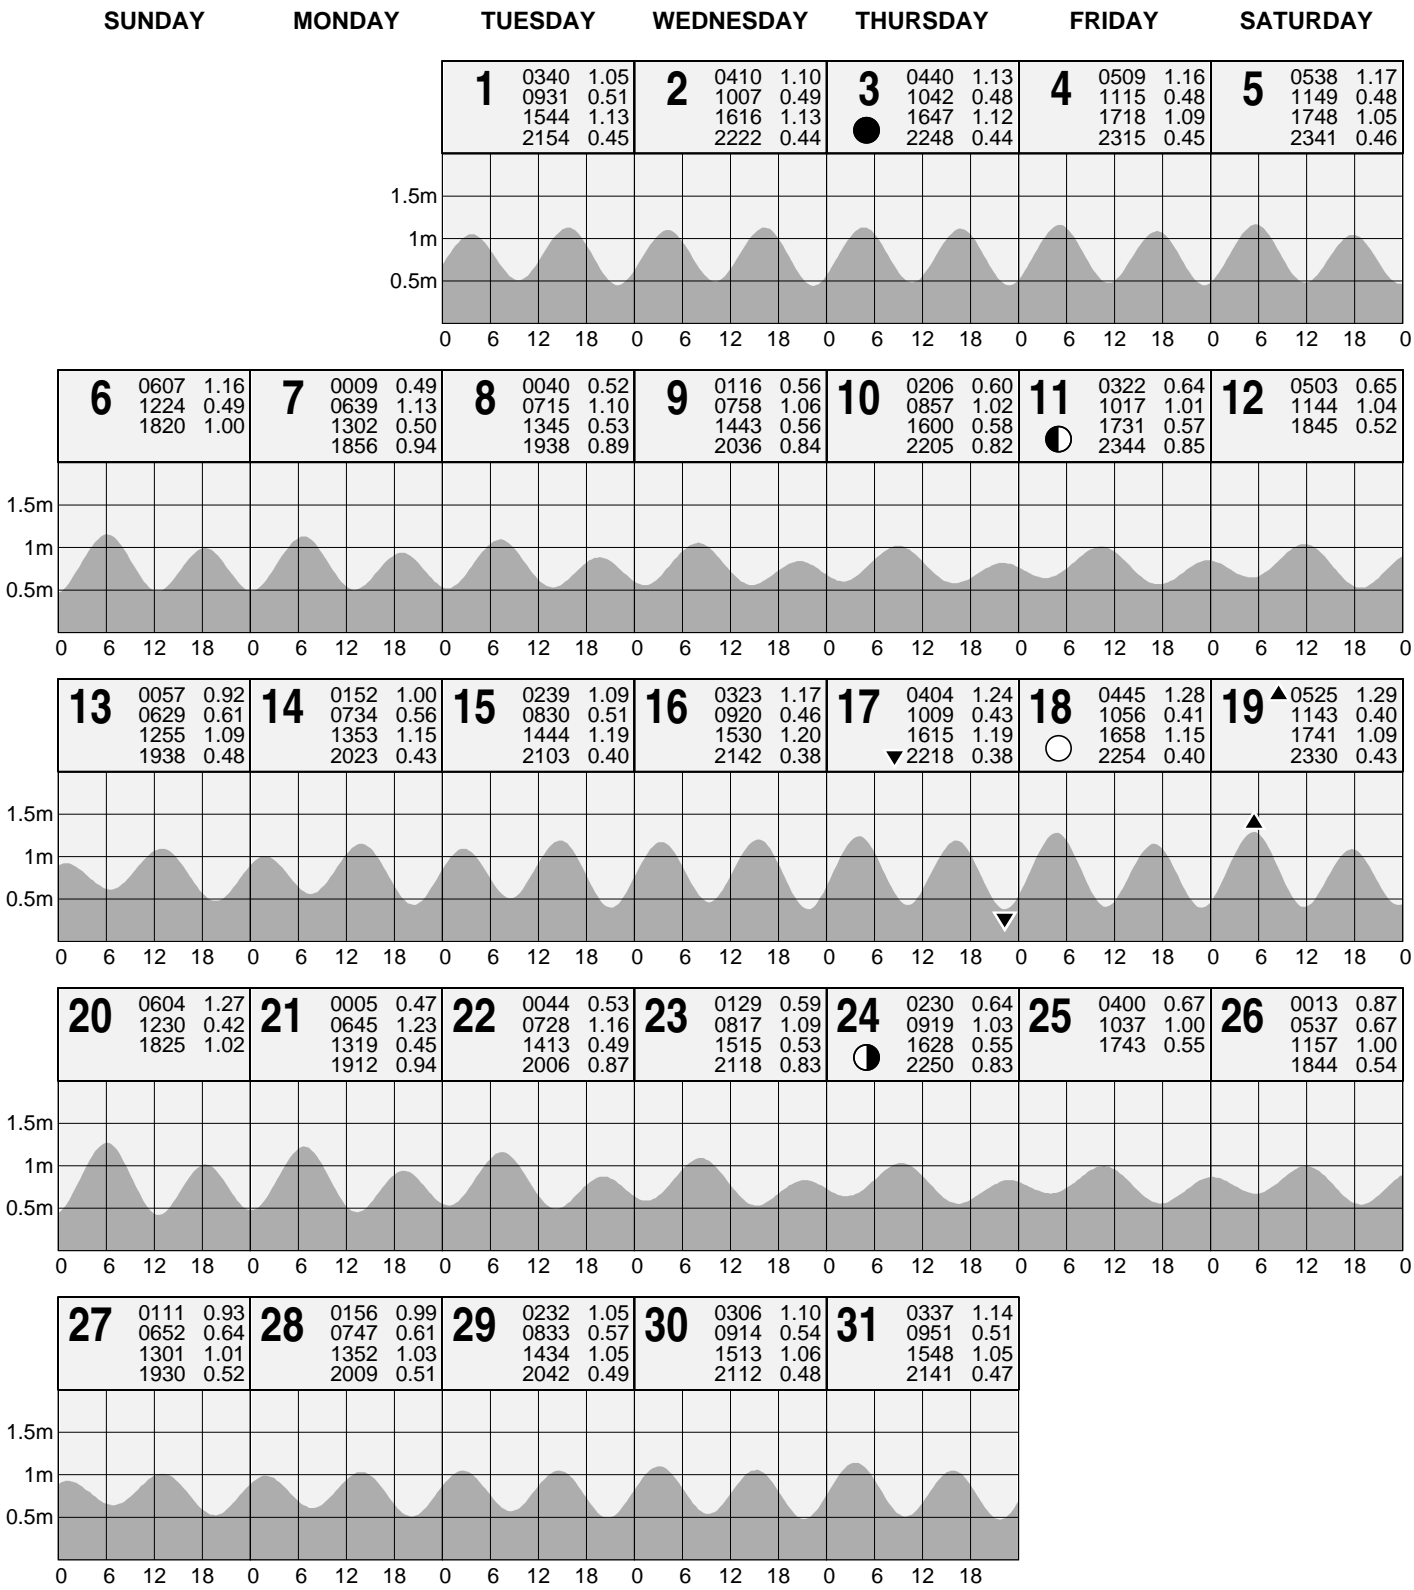 SUNDAY MONDAY TUESDAY WEDNESDAY THURSDAY FRIDAY SATURDAY
1 0340 1.05
0931 0.51
1544 1.13
2154 0.45
2 0410 1.10
1007 0.49
1616 1.13
2222 0.44
3 0440 1.13
1042 0.48
1647 1.12
2248 0.44
4 0509 1.16
1115 0.48
1718 1.09
2315 0.45
5 0538 1.17
1149 0.48
1748 1.05
2341 0.46
1.5m
1m
0.5m
0 6 12 18 0 6 12 18 0 6 12 18 0 6 12 18 0 6 12 18 0
6 0607 1.16
1224 0.49
1820 1.00
7 0009 0.49
0639 1.13
1302 0.50
1856 0.94
8 0040 0.52
0715 1.10
1345 0.53
1938 0.89
9 0116 0.56
0758 1.06
1443 0.56
2036 0.84
10 0206 0.60
0857 1.02
1600 0.58
2205 0.82
11 0322 0.64
1017 1.01
1731 0.57
2344 0.85
12 0503 0.65
1144 1.04
1845 0.52
1.5m
1m
0.5m
0 6 12 18 0 6 12 18 0 6 12 18 0 6 12 18 0 6 12 18 0 6 12 18 0 6 12 18 0
13 0057 0.92
0629 0.61
1255 1.09
1938 0.48
14 0152 1.00
0734 0.56
1353 1.15
2023 0.43
15 0239 1.09
0830 0.51
1444 1.19
2103 0.40
16 0323 1.17
0920 0.46
1530 1.20
2142 0.38
17 0404 1.24
1009 0.43
1615 1.19
2218 0.38
18 0445 1.28
1056 0.41
1658 1.15
2254 0.40
19 0525 1.29
1143 0.40
1741 1.09
2330 0.43
1.5m
1m
0.5m
0 6 12 18 0 6 12 18 0 6 12 18 0 6 12 18 0 6 12 18 0 6 12 18 0 6 12 18 0
20 0604 1.27
1230 0.42
1825 1.02
21 0005 0.47
0645 1.23
1319 0.45
1912 0.94
22 0044 0.53
0728 1.16
1413 0.49
2006 0.87
23 0129 0.59
0817 1.09
1515 0.53
2118 0.83
24 0230 0.64
0919 1.03
1628 0.55
2250 0.83
25 0400 0.67
1037 1.00
1743 0.55
26 0013 0.87
0537 0.67
1157 1.00
1844 0.54
1.5m
1m
0.5m
0 6 12 18 0 6 12 18 0 6 12 18 0 6 12 18 0 6 12 18 0 6 12 18 0 6 12 18 0
27 0111 0.93
0652 0.64
1301 1.01
1930 0.52
28 0156 0.99
0747 0.61
1352 1.03
2009 0.51
29 0232 1.05
0833 0.57
1434 1.05
2042 0.49
30 0306 1.10
0914 0.54
1513 1.06
2112 0.48
31 0337 1.14
0951 0.51
1548 1.05
2141 0.47
1.5m
1m
0.5m
0 6 12 18 0 6 12 18 0 6 12 18 0 6 12 18 0 6 12 18